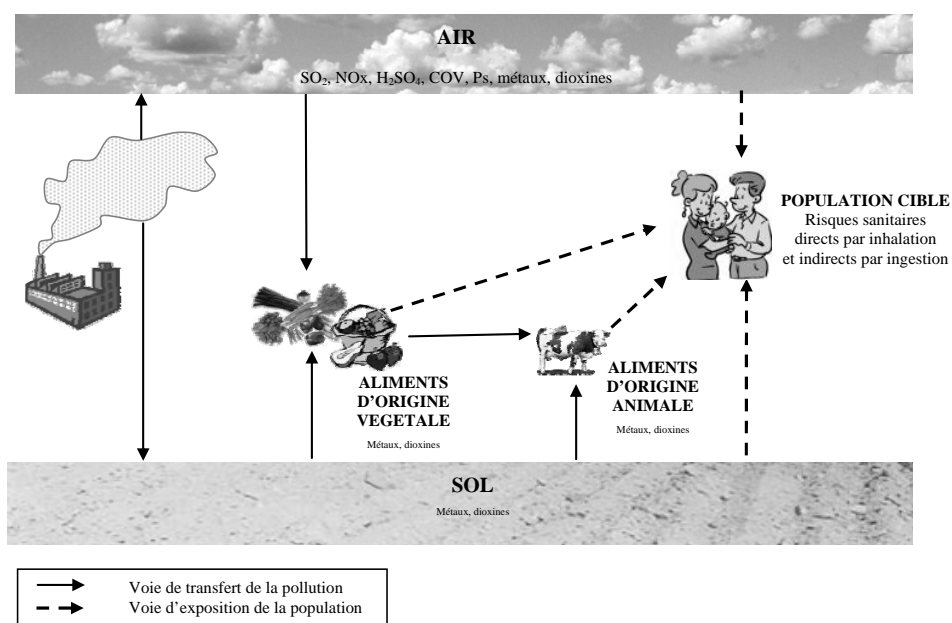 AIR
SO₂, NOx, H₂SO₄, COV, Ps, métaux, dioxines
POPULATION CIBLE
Risques sanitaires
directs par inhalation
et indirects par ingestion
ALIMENTS
D’ORIGINE
VEGETALE
Métaux, dioxines
ALIMENTS
D’ORIGINE
ANIMALE
Métaux, dioxines
SOL
Métaux, dioxines
Voie de transfert de la pollution
Voie d’exposition de la population